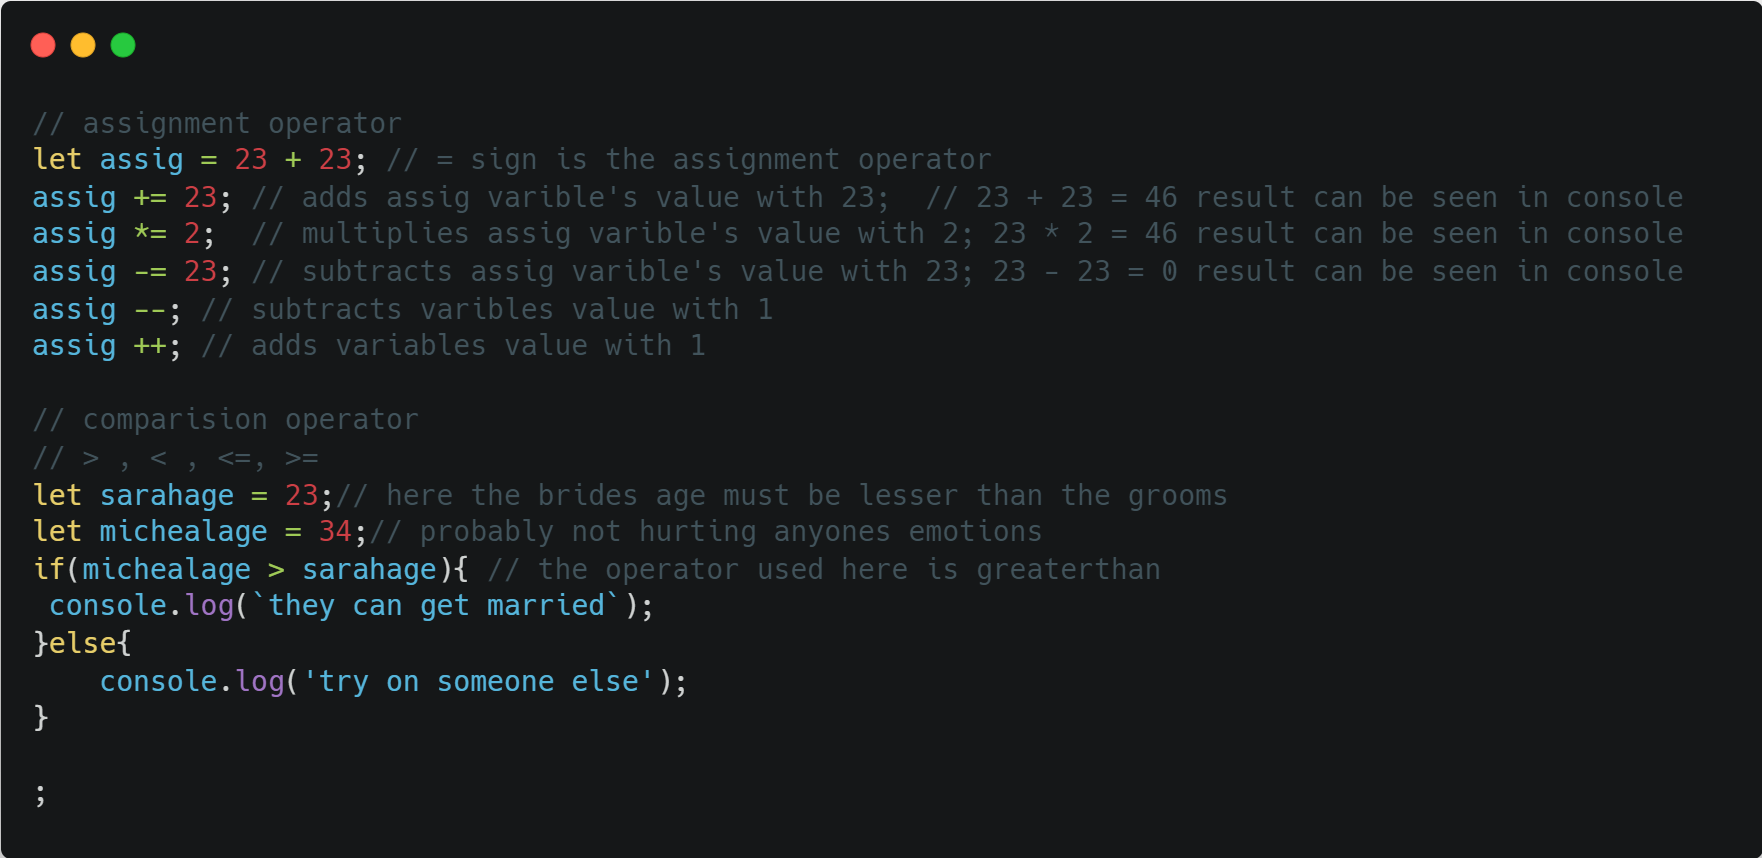 // assignment operator
let assig = 23 + 23; // = sign is the assignment operator
assig += 23; // adds assig varible's value with 23;  // 23 + 23 = 46 result can be seen in console
assig *= 2;  // multiplies assig varible's value with 2; 23 * 2 = 46 result can be seen in console
assig -= 23; // subtracts assig varible's value with 23; 23 - 23 = 0 result can be seen in console
assig --; // subtracts varibles value with 1
assig ++; // adds variables value with 1
// comparision operator
// > , < , <=, >=
let sarahage = 23;// here the brides age must be lesser than the grooms
let michealage = 34;// probably not hurting anyones emotions
if(michealage > sarahage){ // the operator used here is greaterthan
 console.log(`they can get married`);
}else{
    console.log('try on someone else');
}
;